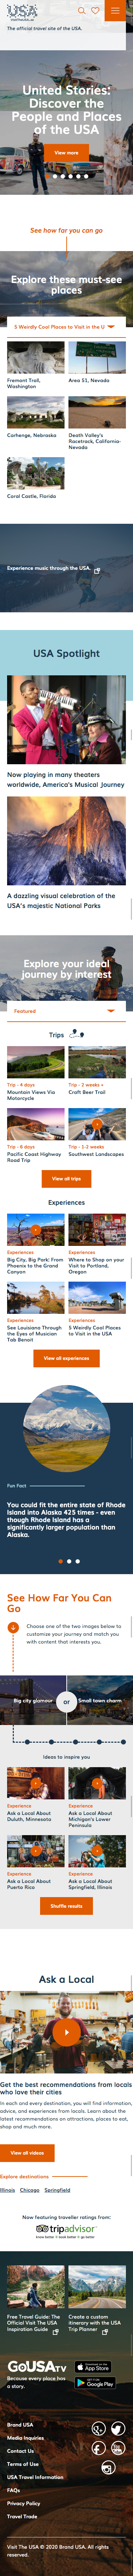 USA
The official travel site of the USA.
United States:
Discover the
People and Places
of the USA
View more
See how far you can go
Explore these must-see
places
5 Weirdly Cool Places to Visit in the U
Fremont Troll,
Washington
Area 51, Nevada
Carhenge, Nebraska
Death Valley's
Racetrack, California-
Nevada
Coral Castle, Florida
Experience music through the USA.
USA Spotlight
Now playing in many theaters
worldwide, America's Musical Journey
A dazzling visual celebration of the
USA's majestic National Parks
Explore your ideal
journey by interest
Featured
Trips
Trip - 4 days
Mountain Views Via
Motorcycle
Trip - 2 weeks +
Craft Beer Trail
Trip - 6 days
Pacific Coast Highway
Road Trip
Trip - 1-2 weeks
Southwest Landscapes
View all trips
Experiences
Experiences
Big City, Big Park: From
Phoenix to the Grand
Canyon
Experiences
Where to Shop on your
Visit to Portland,
Oregon
Experiences
See Louisiana Through
the Eyes of Musician
Tab Benoit
Experiences
5 Weirdly Cool Places
to Visit in the USA
View all experiences
Fun Fact
You could fit the entire state of Rhode
Island into Alaska 425 times - even
though Rhode Island has a
significantly larger population than
Alaska.
See How Far You Can
Go
Choose one of the two images below to
customize your journey and match you
with content that interests you.
Big city glamour
or
Small town charm
Ideas to inspire you
Experience
Ask a Local About
Duluth, Minnesota
Experience
Ask a Local About
Michigan's Lower
Peninsula
Experience
Ask a Local About
Puerto Rico
Experience
Ask a Local About
Springfield, Illinois
Shuffle results
Ask a Local
Get the best recommendations from locals
who love their cities
In each and every destination, you will find information,
advice, and experiences from locals. Learn about the
latest recommendations on attractions, places to eat,
shop and much more.
View all videos
Explore destinations
Illinois Chicago Springfield
Now featuring traveller ratings from:
tripadvisor
know better book better go better
Free Travel Guide: The
Official Visit The USA
Inspiration Guide
Create a custom
itinerary with the USA
Trip Planner
GoUSAtv
Because every place has
a story.
Download on the
App Store
GET IT ON
Google Play
Brand USA
Media Inquiries
Contact Us
Terms of Use
USA Travel Information
FAQs
Privacy Policy
Travel Trade
Visit The USA © 2020 Brand USA. All rights
reserved.